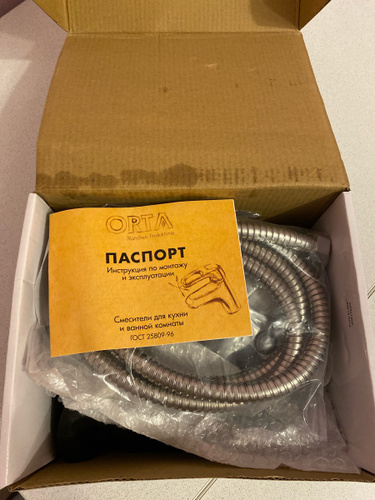 ORTA
ПАСПОРТ
Инструкция по монтажу
и эксплуатации
Смесители для кухни
и ванной комнаты
ГОСТ 25809-96